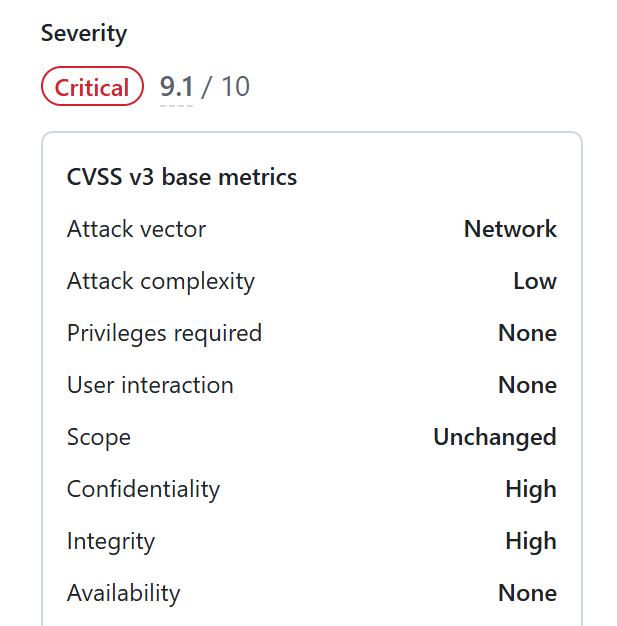 Severity
Critical 9.1 / 10
CVSS v3 base metrics
Attack vector Network
Attack complexity Low
Privileges required None
User interaction None
Scope Unchanged
Confidentiality High
Integrity High
Availability None